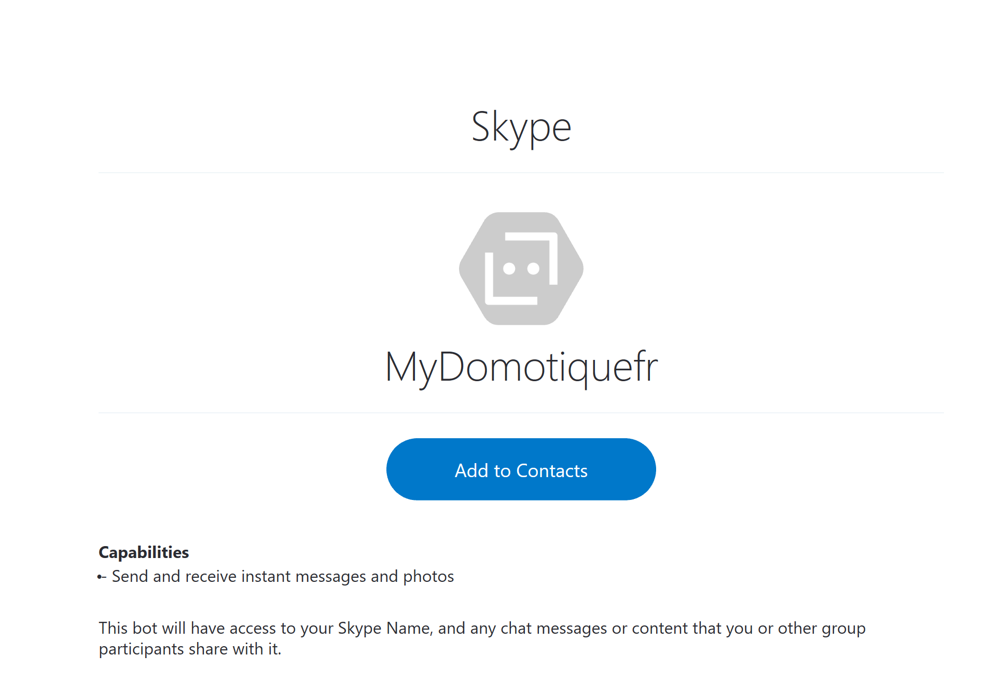 Skype
MyDomotiquefr
Add to Contacts
Capabilities
•- Send and receive instant messages and photos
This bot will have access to your Skype Name, and any chat messages or content that you or other group
participants share with it.